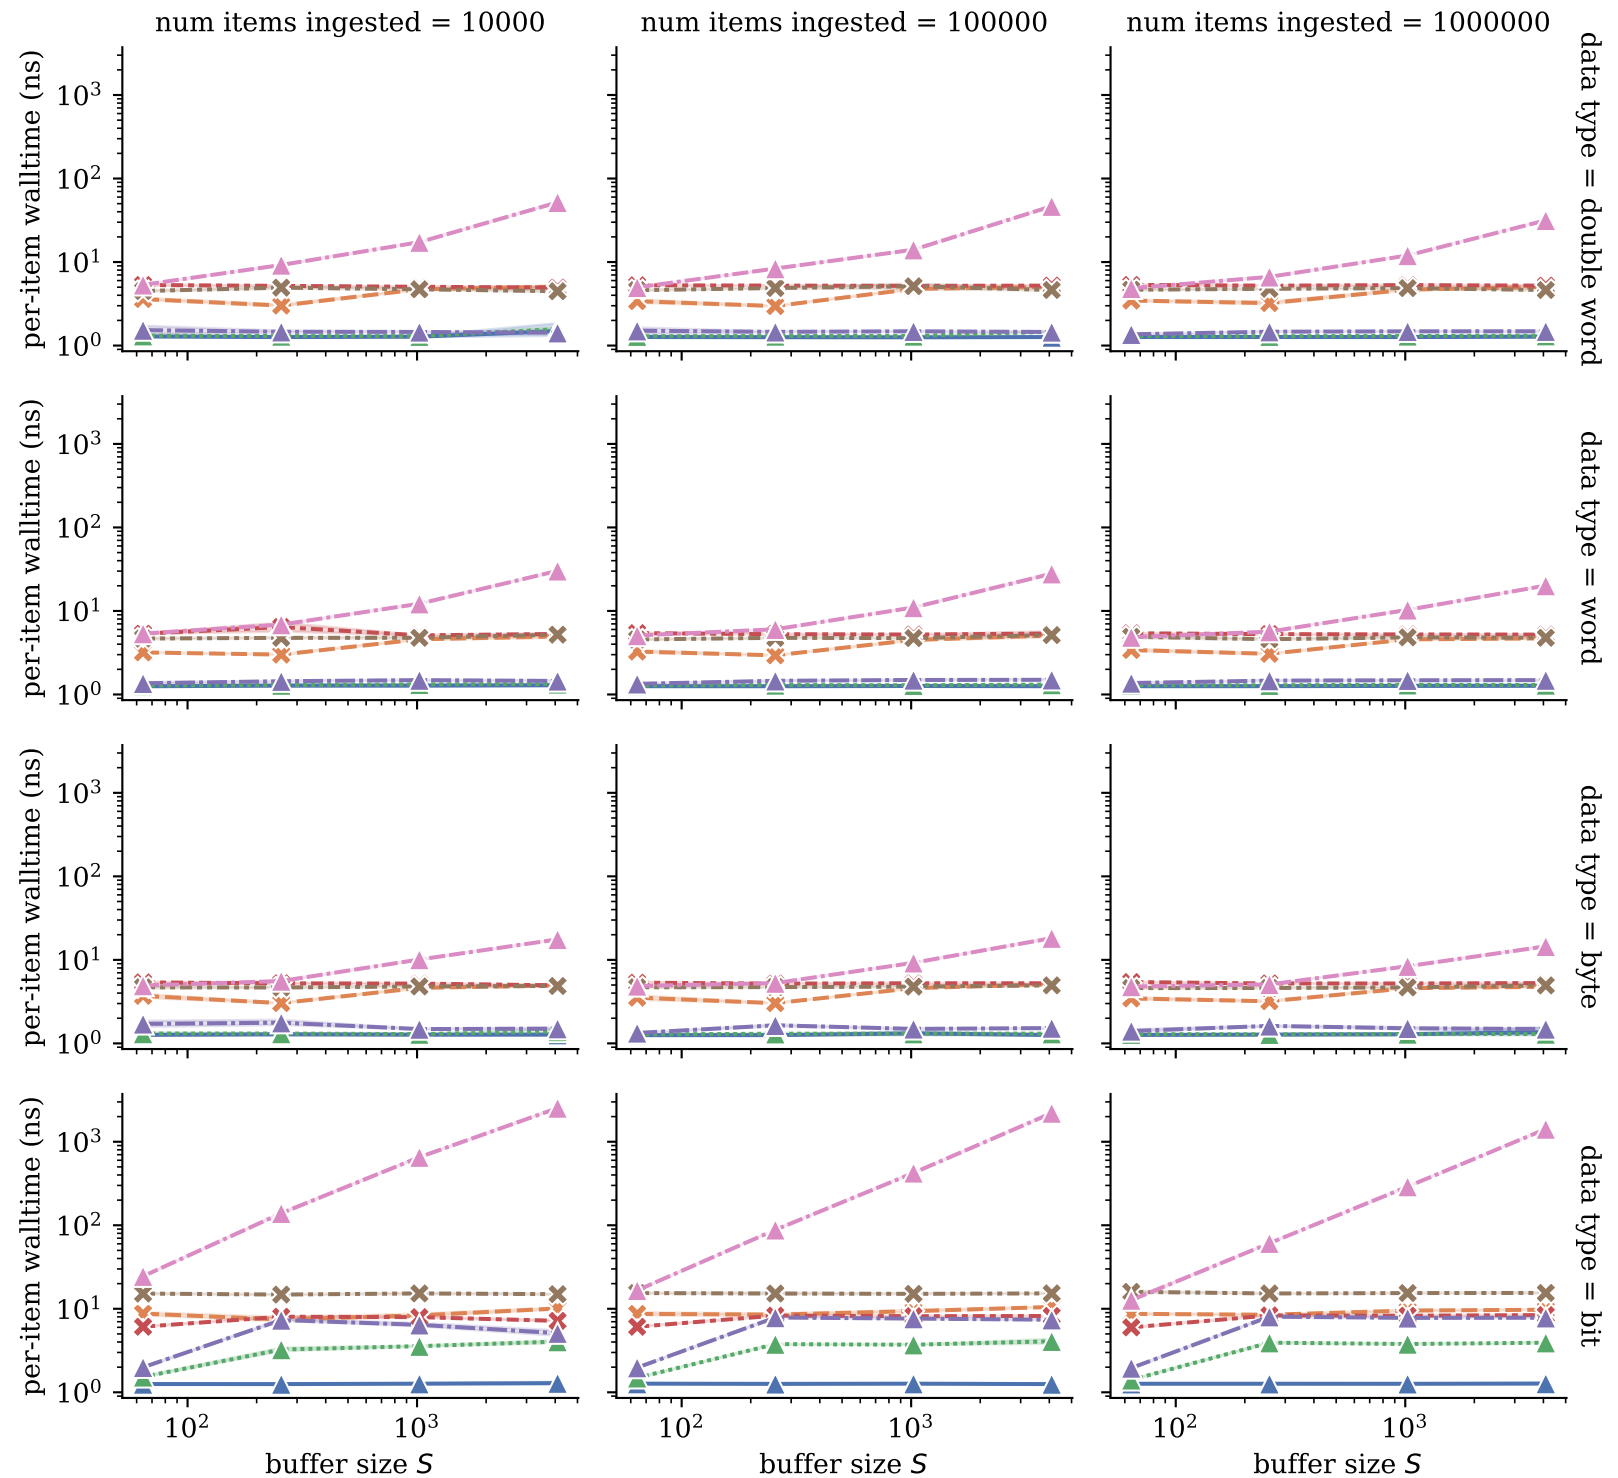 num items ingested = 10000
num items ingested = 100000
num items ingested = 1000000
per-item walltime (ns)
10³
10²
10¹
10⁰
data type = double word
per-item walltime (ns)
10³
10²
10¹
10⁰
data type = word
per-item walltime (ns)
10³
10²
10¹
10⁰
data type = byte
per-item walltime (ns)
10³
10²
10¹
10⁰
data type = bit
10² 10³
10² 10³
10² 10³
buffer size S
buffer size S
buffer size S